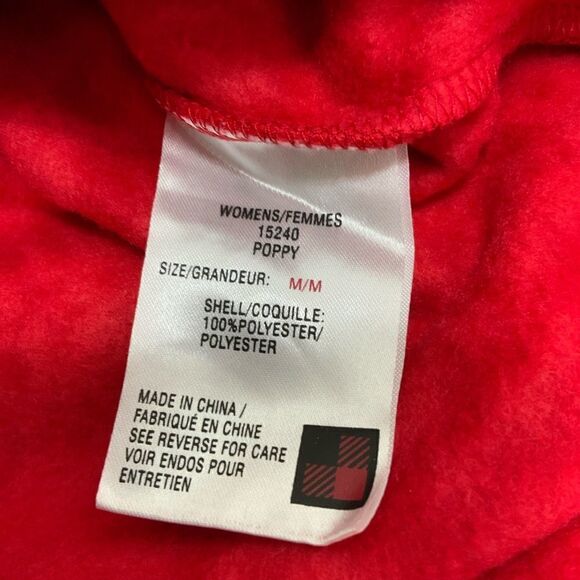 WOMENS/FEMMES
15240
POPPY
SIZE/GRANDEUR: M/M
SHELL/COQUILLE:
100%POLYESTER/
POLYESTER
MADE IN CHINA /
FABRIQUÉ EN CHINE
SEE REVERSE FOR CARE
VOIR ENDOS POUR
ENTRETIEN